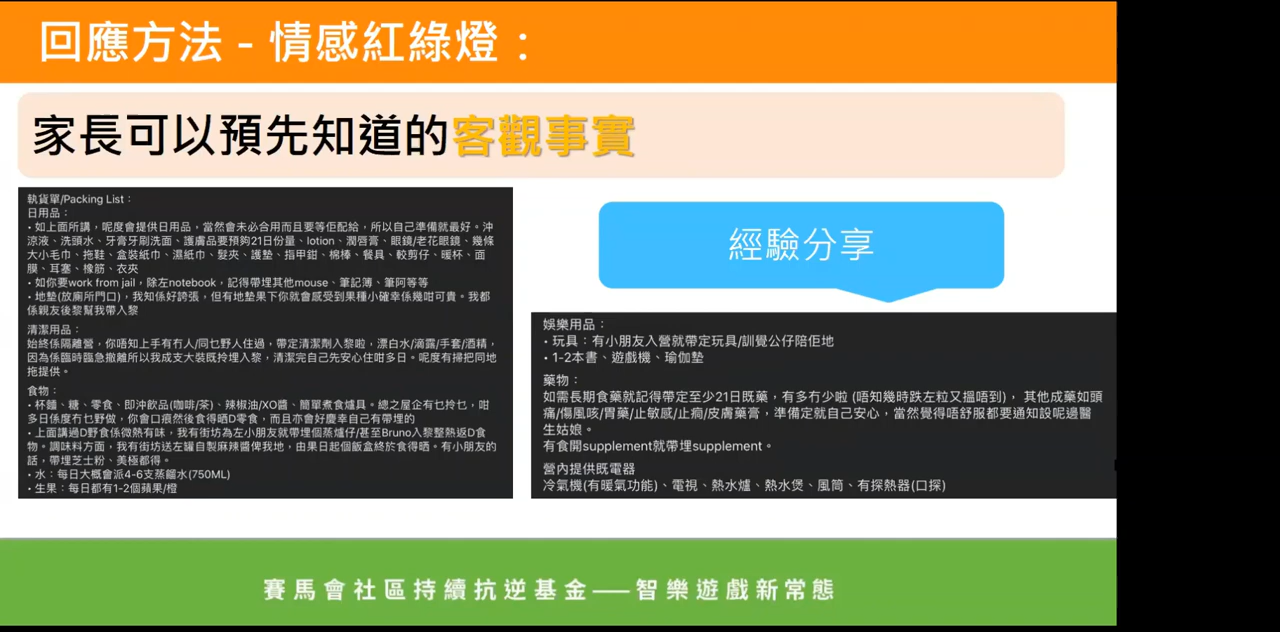 回應方法 - 情感紅綠燈：
家長可以預先知道的客觀事實
執貨單/Packing List：
日用品：
• 如上面所講，呢度會提供日用品，當然會未必合用而且要等佢配給，所以自己準備就最好。沖
涼液、洗頭水、牙膏牙刷洗面、護膚品要預夠21日份量、lotion、潤唇膏、眼鏡/老花眼鏡、幾條
大小毛巾、拖鞋、盒裝紙巾、濕紙巾、髮夾、護墊、指甲鉗、棉棒、餐具、較剪仔、暖杯、面
膜、耳塞、橡筋、衣夾
• 如你要work from jail，除左notebook，記得帶埋其他mouse、筆記簿、筆阿等等
• 地墊(放廁所門口)，我知係好誇張，但有地墊果下你就會感受到果種小確幸係幾咁可貴。我都
係親友後黎幫我帶入黎
清潔用品：
始終係隔離營，你唔知上手有冇人/同乜野人住過，帶定清潔劑入黎啦，漂白水/滴露/手套/酒精，
因為係臨時臨急撤離所以我成支大裝既拎埋入黎，清潔完自己先安心住咁多日。呢度有掃把同地
拖提供。
食物：
• 杯麵、糖、零食、即沖飲品(咖啡/茶)、辣椒油/XO醬、簡單煮食爐具。總之屋企有乜拎乜，咁
多日係度冇乜野做，你會口痕然後食得晒D零食，而且亦會好慶幸自己有帶埋的
• 上面講過D野食係微熱有味，我有街坊為左小朋友就帶埋個蒸爐仔/甚至Bruno入黎整熱返D食
物。調味料方面，我有街坊送左罐自製麻辣醬俾我地，由果日起個飯盒終於食得晒。有小朋友的
話，帶埋芝士粉、美極都得。
• 水：每日大概會派4-6支蒸餾水(750ML)
• 生果：每日都有1-2個蘋果/橙
經驗分享
娛樂用品：
• 玩具：有小朋友入營就帶定玩具/訓覺公仔陪佢地
• 1-2本書、遊戲機、瑜伽墊
藥物：
如需長期食藥就記得帶定至少21日既藥，有多冇少啦 (唔知幾時跌左粒又搵唔到)， 其他成藥如頭
痛/傷風咳/胃藥/止敏感/止痾/皮膚藥膏，準備定就自己安心，當然覺得唔舒服都要通知設呢過醫
生姑娘。
有食開supplement就帶埋supplement。
營內提供既電器
冷氣機(有暖氣功能)、電視、熱水爐、熱水煲、風筒、有探熱器(口探)
賽馬會社區持續抗逆基金——智樂遊戲新常態